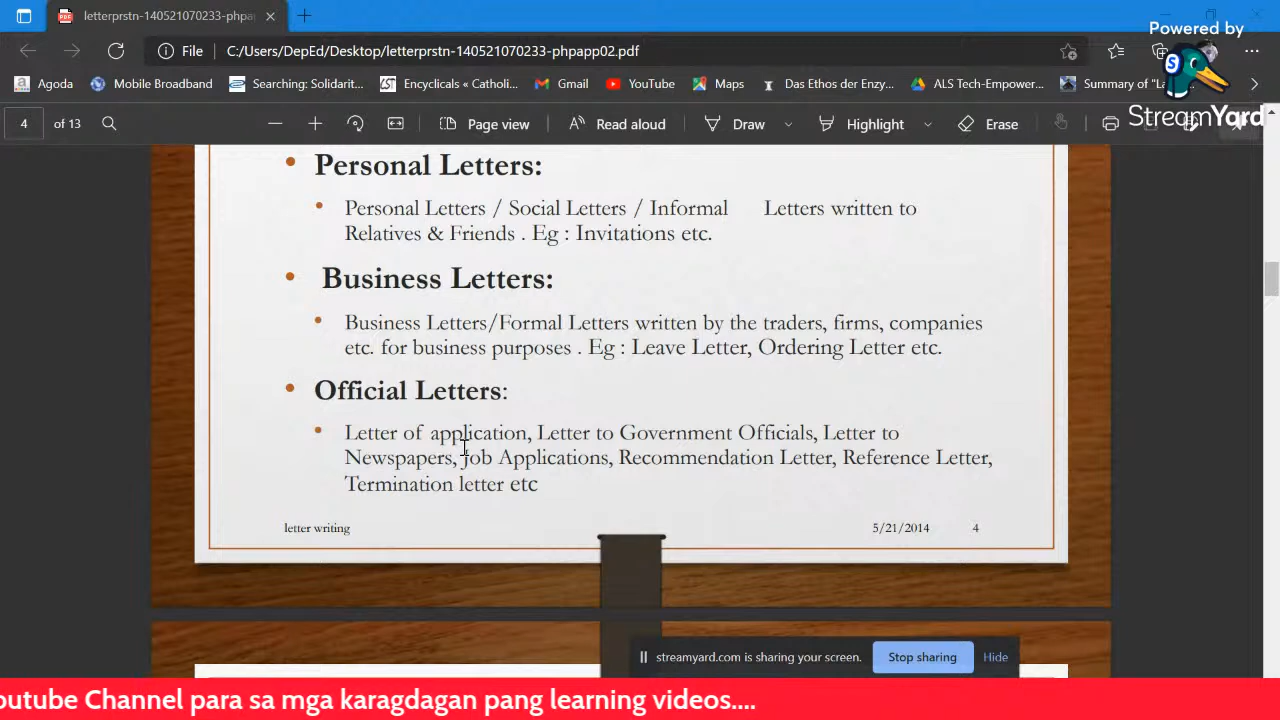 letterprstn-140521070233-phpap
Powered by
File C:/Users/DepEd/Desktop/letterprstn-140521070233-phpapp02.pdf
Agoda Mobile Broadband Searching: Solidarit... Encyclicals « Cathol... Gmail YouTube Maps Das Ethos der Enzy... ALS Tech-Empower... Summary of "La
StreamYard
4 of 13 Page view Read aloud Draw Highlight Erase
Personal Letters:
Personal Letters / Social Letters / Informal Letters written to
Relatives & Friends . Eg : Invitations etc.
Business Letters:
Business Letters/Formal Letters written by the traders, firms, companies
etc. for business purposes . Eg : Leave Letter, Ordering Letter etc.
Official Letters:
Letter of application, Letter to Government Officials, Letter to
Newspapers, Job Applications, Recommendation Letter, Reference Letter,
Termination letter etc
letter writing 5/21/2014 4
streamyard.com is sharing your screen. Stop sharing Hide
outube Channel para sa mga karagdagan pang learning videos....